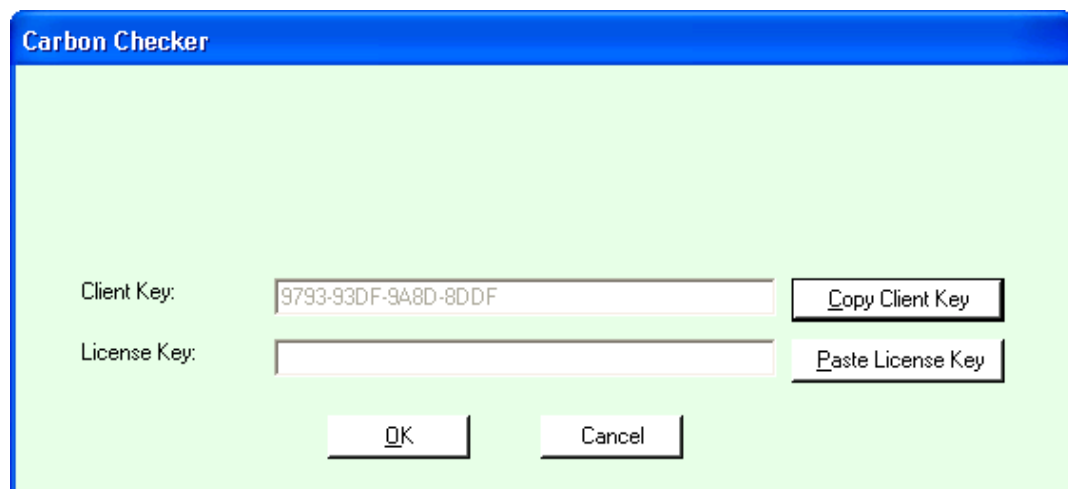 Carbon Checker
Client Key: 9793-93DF-9A8D-8DDF Copy Client Key
License Key: Paste License Key
OK Cancel